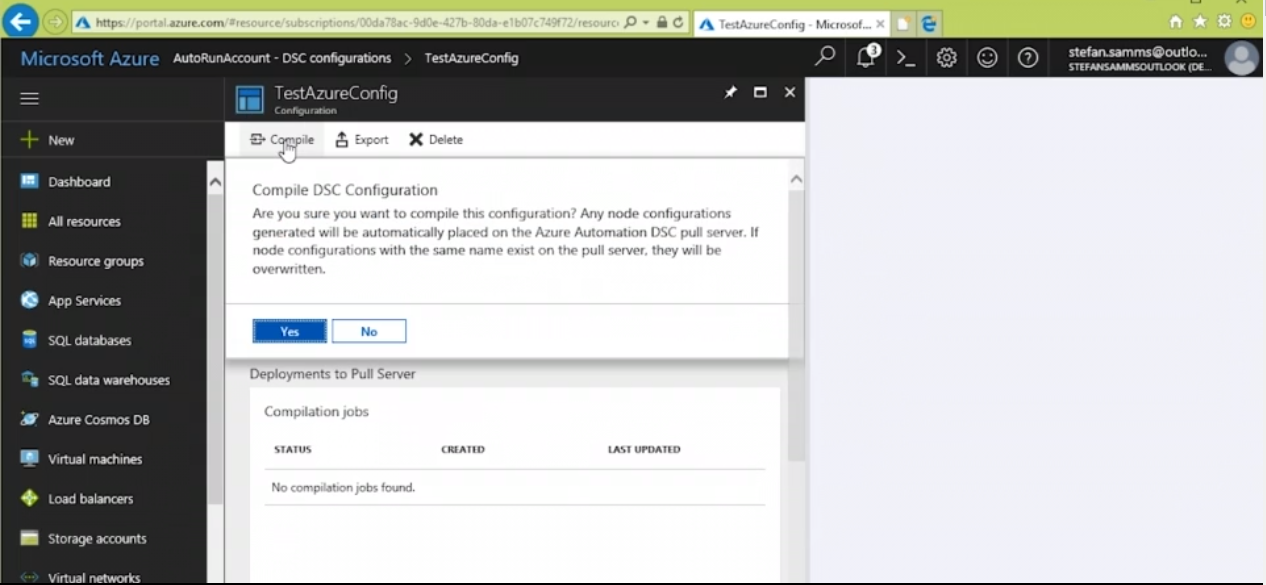 https://portal.azure.com/#resource/subscriptions/00da78ac-9d0e-427b-80da-e1b07c749f72/resourc
TestAzureConfig - Microsof...
Microsoft Azure AutoRunAccount - DSC configurations > TestAzureConfig
3
stefan.samms@outlo...
STEFANSAMMSOUTLOOK (DE...
TestAzureConfig
Configuration
New
Compile Export Delete
Dashboard
All resources
Resource groups
App Services
SQL databases
SQL data warehouses
Azure Cosmos DB
Virtual machines
Load balancers
Storage accounts
Virtual networks
Compile DSC Configuration
Are you sure you want to compile this configuration? Any node configurations
generated will be automatically placed on the Azure Automation DSC pull server. If
node configurations with the same name exist on the pull server, they will be
overwritten.
Yes No
Deployments to Pull Server
Compilation jobs
STATUS CREATED LAST UPDATED
No compilation jobs found.